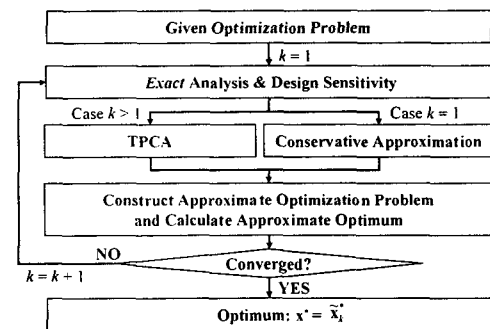 Given Optimization Problem
k = 1
Exact Analysis & Design Sensitivity
Case k > 1
Case k = 1
TPCA
Conservative Approximation
Construct Approximate Optimization Problem
and Calculate Approximate Optimum
NO
Converged?
k = k + 1
YES
Optimum: x* = x̃*ₖ